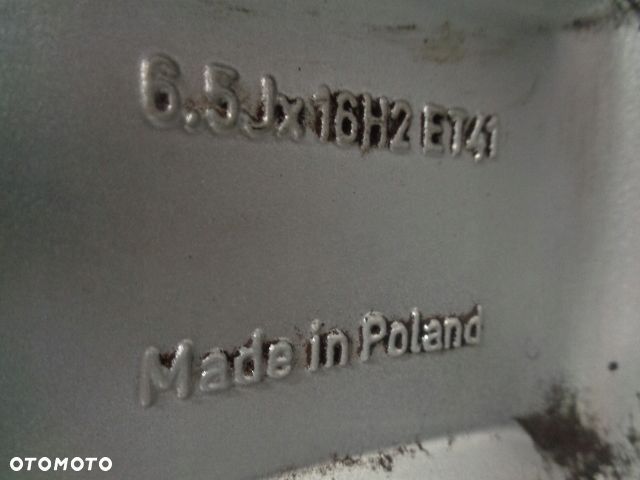 6.5Jx16H2 ET41
Made in Poland
OTOMOTO